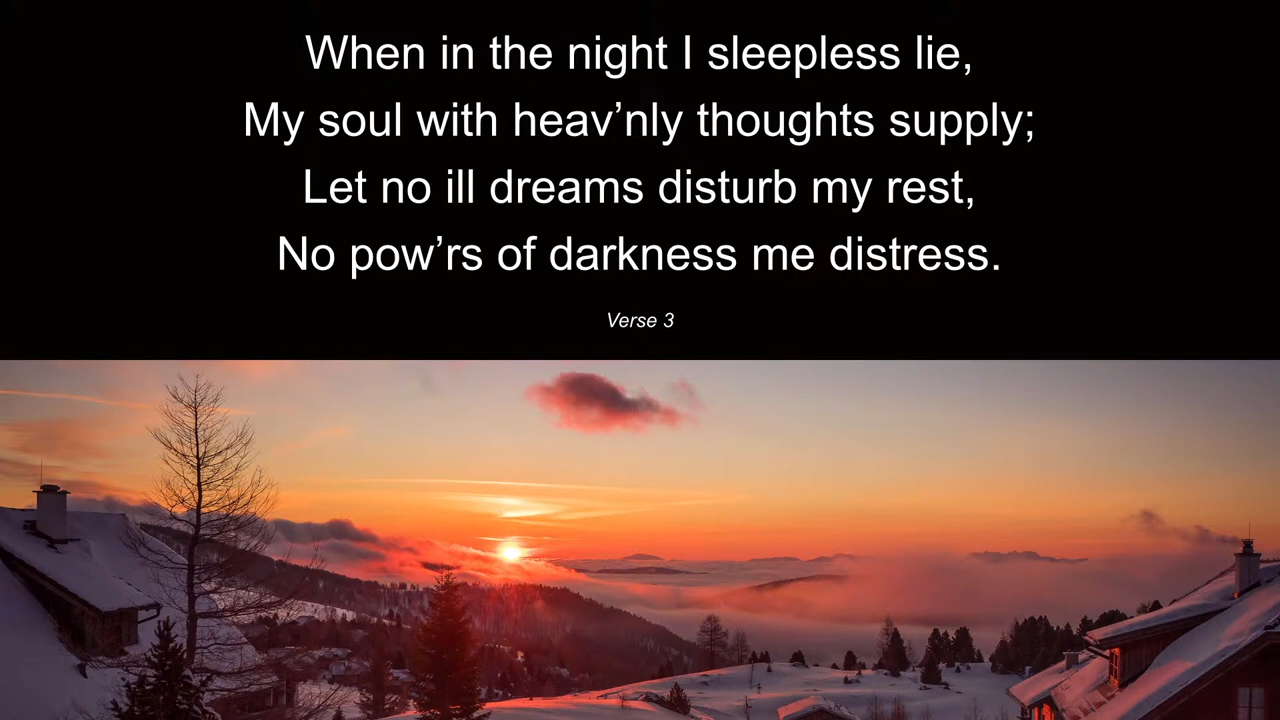 When in the night I sleepless lie,
My soul with heav’nly thoughts supply;
Let no ill dreams disturb my rest,
No pow’rs of darkness me distress.
Verse 3